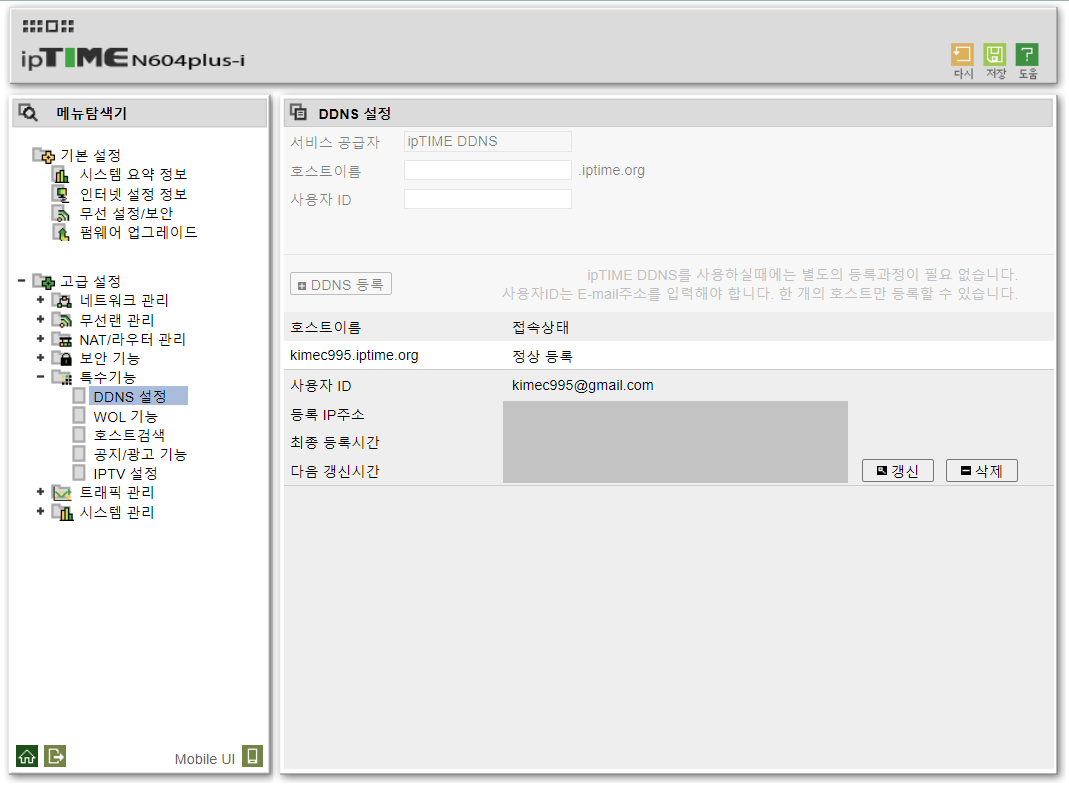 ipTIME N604plus-i
다시 저장 도움
메뉴탐색기
기본 설정
시스템 요약 정보
인터넷 설정 정보
무선 설정/보안
펌웨어 업그레이드
고급 설정
네트워크 관리
무선랜 관리
NAT/라우터 관리
보안 기능
특수기능
DDNS 설정
WOL 기능
호스트검색
공지/광고 기능
IPTV 설정
트래픽 관리
시스템 관리
Mobile UI
DDNS 설정
서비스 공급자 ipTIME DDNS
호스트이름 .iptime.org
사용자 ID
DDNS 등록
ipTIME DDNS를 사용하실때에는 별도의 등록과정이 필요 없습니다.
사용자ID는 E-mail주소를 입력해야 합니다. 한 개의 호스트만 등록할 수 있습니다.
호스트이름 접속상태
kimec995.iptime.org 정상 등록
사용자 ID kimec995@gmail.com
등록 IP주소
최종 등록시간
다음 갱신시간 갱신 삭제